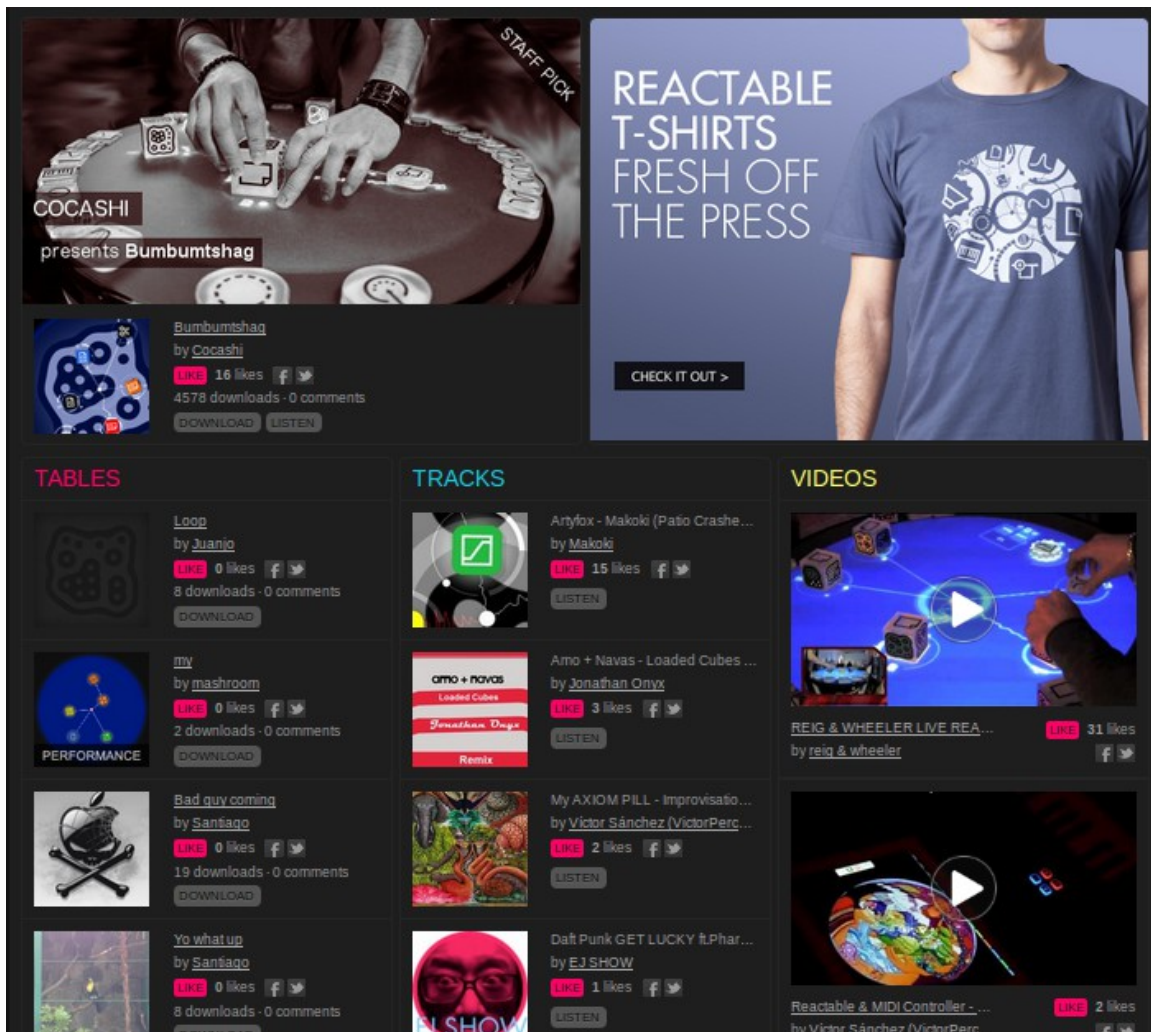 STAFF PICK
COCASHI
presents Bumbumtshag
Bumbumtshag
by Cocashi
LIKE 16 likes
4578 downloads · 0 comments
DOWNLOAD LISTEN
REACTABLE
T-SHIRTS
FRESH OFF
THE PRESS
CHECK IT OUT >
TABLES
Loop
by Juanjo
LIKE 0 likes
8 downloads · 0 comments
DOWNLOAD
my
by mashroom
LIKE 0 likes
2 downloads · 0 comments
DOWNLOAD
PERFORMANCE
Bad guy coming
by Santiago
LIKE 0 likes
19 downloads · 0 comments
DOWNLOAD
Yo what up
by Santiago
LIKE 0 likes
8 downloads · 0 comments
TRACKS
Artyfox - Makoki (Patio Crashe...
by Makoki
LIKE 15 likes
LISTEN
amo + navas
Loaded Cubes
Jonathan Onyx
Remix
Amo + Navas - Loaded Cubes ...
by Jonathan Onyx
LIKE 3 likes
LISTEN
My AXIOM PILL - Improvisatio...
by Víctor Sánchez (VictorPerc...
LIKE 2 likes
LISTEN
EJSHOW
Daft Punk GET LUCKY ft.Phar...
by EJ SHOW
LIKE 1 likes
LISTEN
VIDEOS
REIG & WHEELER LIVE REA...
LIKE 31 likes
by reig & wheeler
Reactable & MIDI Controller - ...
LIKE 2 likes
by Víctor Sánchez (VictorPerc...